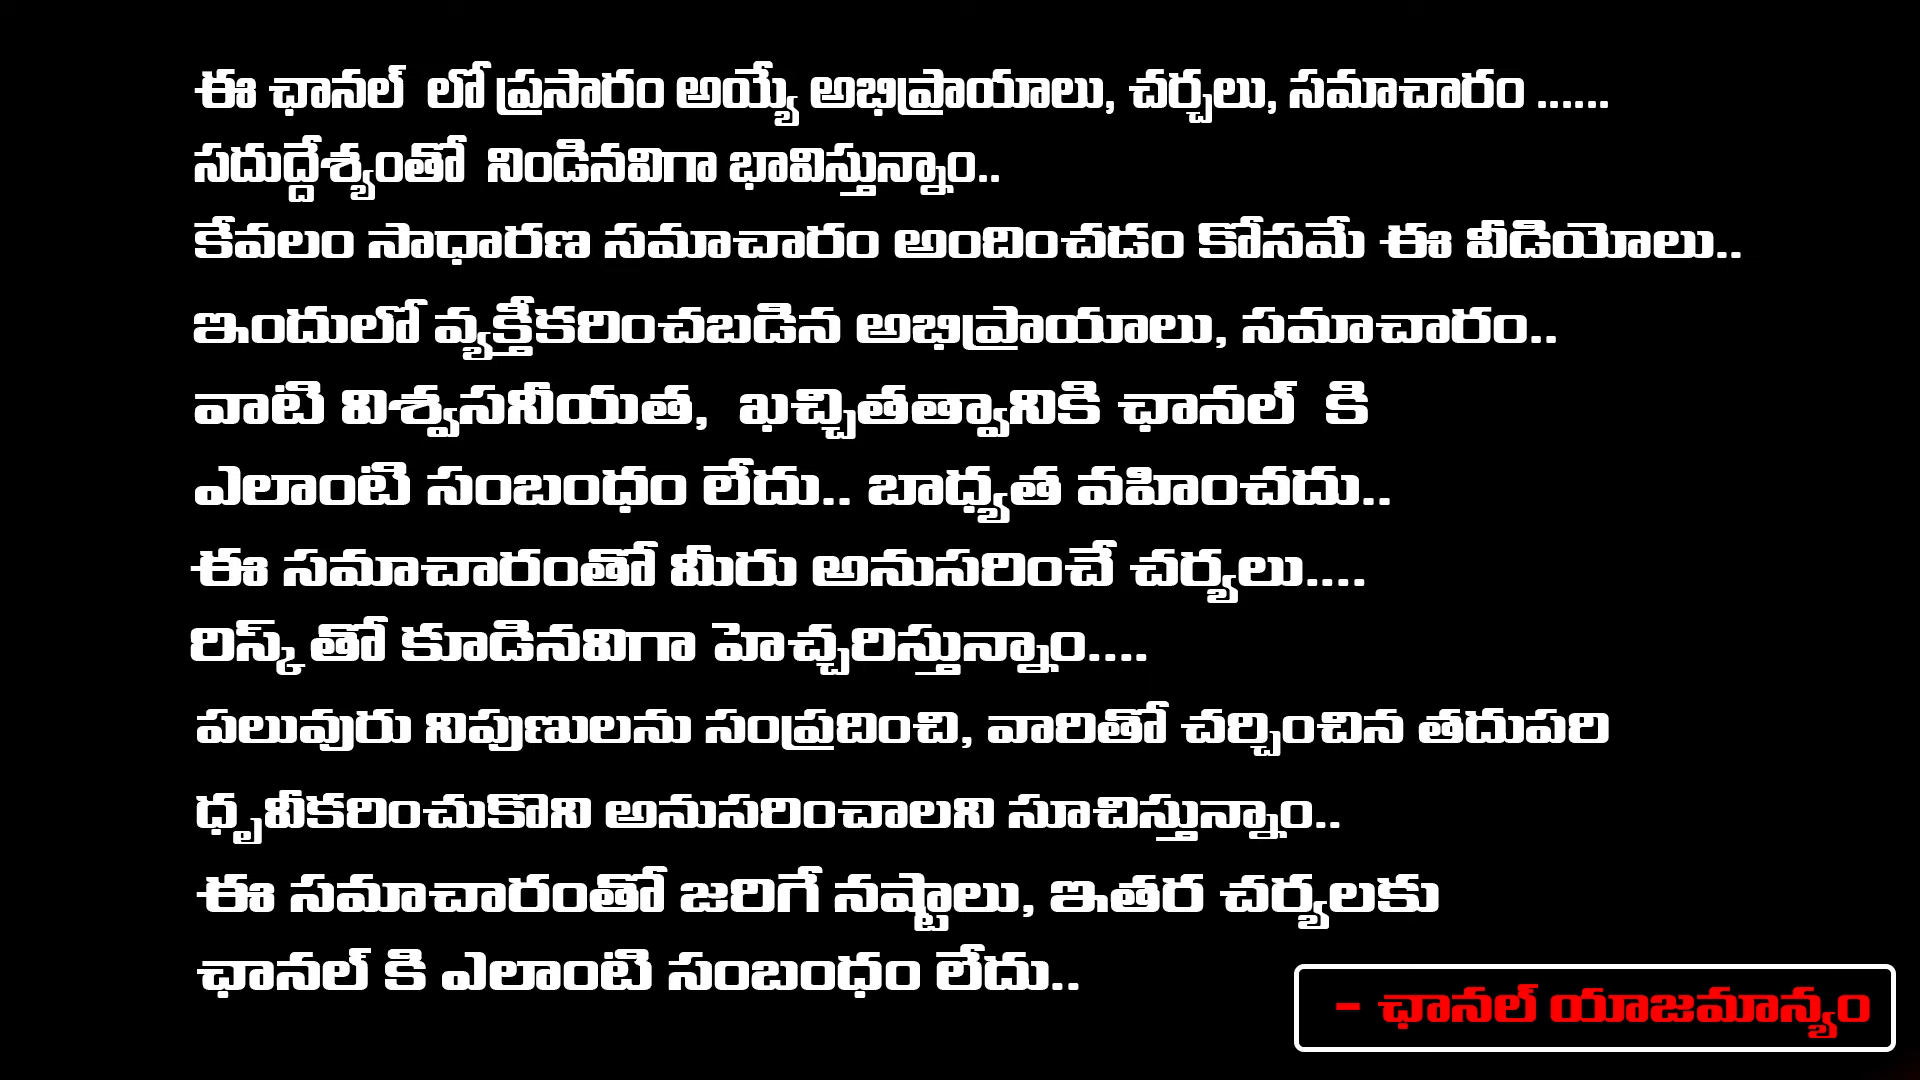 ఈ ఛానల్ లో ప్రసారం అయ్యే అభిప్రాయాలు, చర్చలు, సమాచారం ......
సదుద్దేశ్యంతో నిండినవిగా భావిస్తున్నాం..
కేవలం సాధారణ సమాచారం అందించడం కోసమే ఈ వీడియోలు..
ఇందులో వ్యక్తీకరించబడిన అభిప్రాయాలు, సమాచారం..
వాటి విశ్వసనీయత, ఖచ్చితత్వానికి ఛానల్ కి
ఎలాంటి సంబంధం లేదు.. బాధ్యత వహించదు..
ఈ సమాచారంతో మీరు అనుసరించే చర్యలు....
రిస్క్ తో కూడినవిగా హెచ్చరిస్తున్నాం....
పలువురు నిపుణులను సంప్రదించి, వారితో చర్చించిన తదుపరి
ధృవీకరించుకొని అనుసరించాలని సూచిస్తున్నాం..
ఈ సమాచారంతో జరిగే నష్టాలు, ఇతర చర్యలకు
ఛానల్ కి ఎలాంటి సంబంధం లేదు..
- ఛానల్ యాజమాన్యం